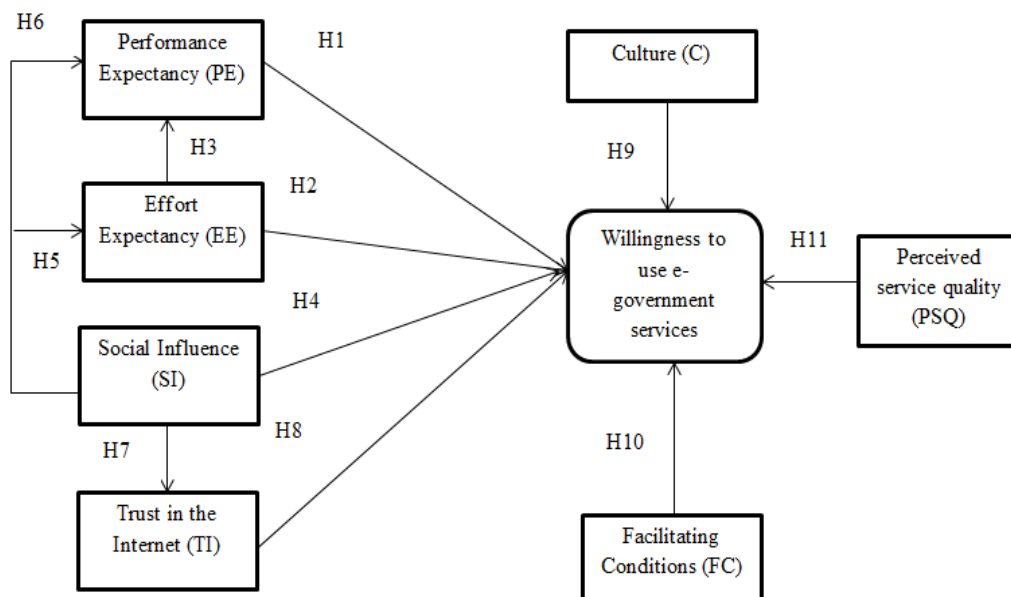 H6
Performance
Expectancy (PE)
H1
Culture (C)
H3
H9
Effort
Expectancy (EE)
H2
H5
Willingness to
use e-
government
services
H11
Perceived
service quality
(PSQ)
H4
Social Influence
(SI)
H7
H8
H10
Trust in the
Internet (TI)
Facilitating
Conditions (FC)